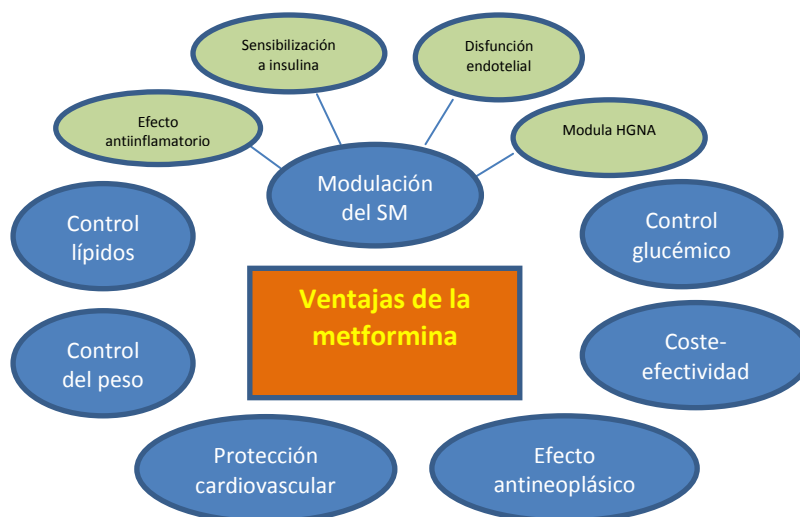 Sensibilización
a insulina
Disfunción
endotelial
Efecto
antiinflamatorio
Modula HGNA
Modulación
del SM
Control
lípidos
Control
glucémico
Ventajas de la
metformina
Control
del peso
Coste-
efectividad
Protección
cardiovascular
Efecto
antineoplásico